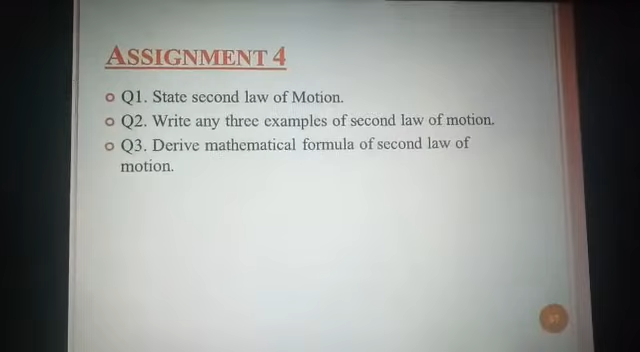 ASSIGNMENT 4
Q1. State second law of Motion.
Q2. Write any three examples of second law of motion.
Q3. Derive mathematical formula of second law of
motion.